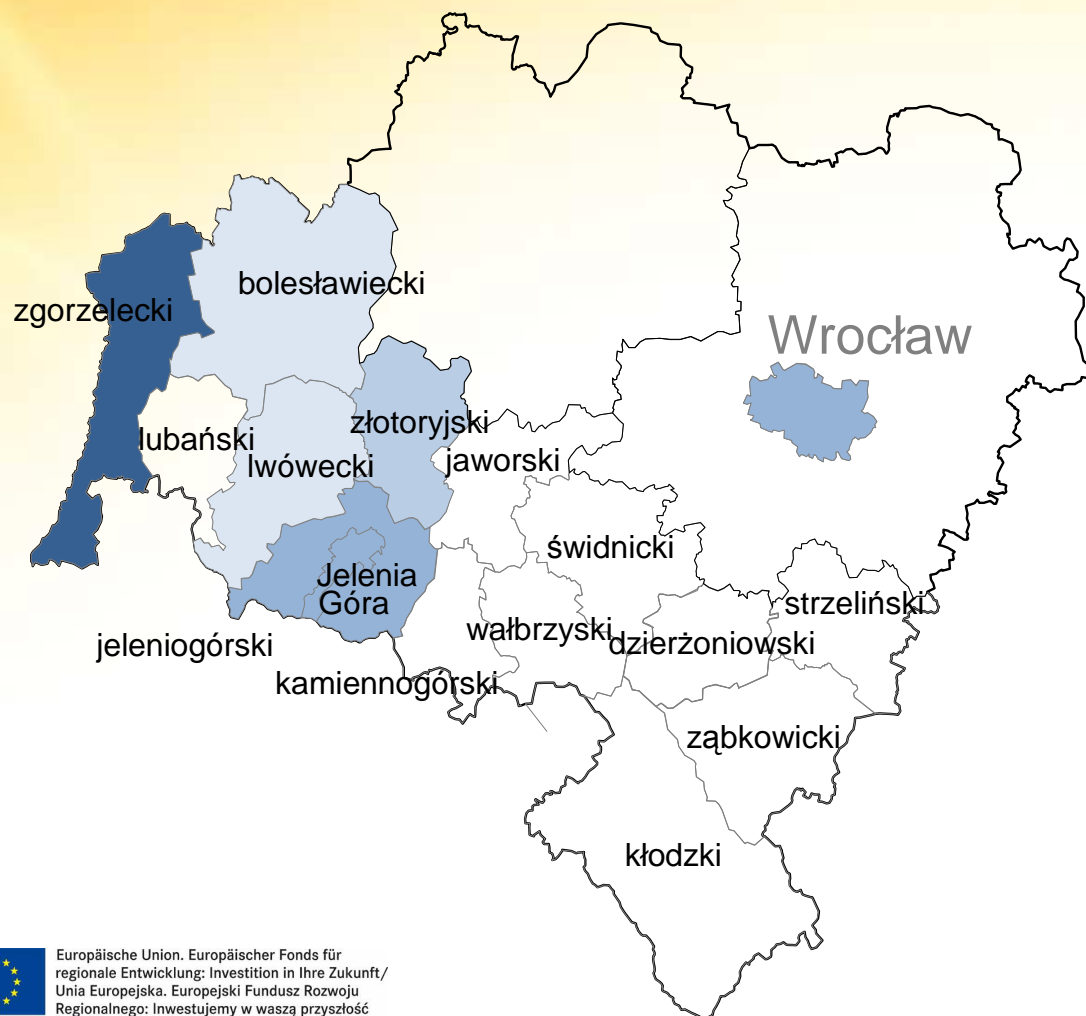 bolesławiecki
zgorzelecki
Wrocław
złotoryjski
lubański
lwówecki
jaworski
świdnicki
Jelenia
Góra
strzeliński
wałbrzyski
dzierżoniowski
jeleniogórski
kamiennogórski
ząbkowicki
kłodzki
Europäische Union. Europäischer Fonds für
regionale Entwicklung: Investition in Ihre Zukunft/
Unia Europejska. Europejski Fundusz Rozwoju
Regionalnego: Inwestujemy w waszą przyszłość